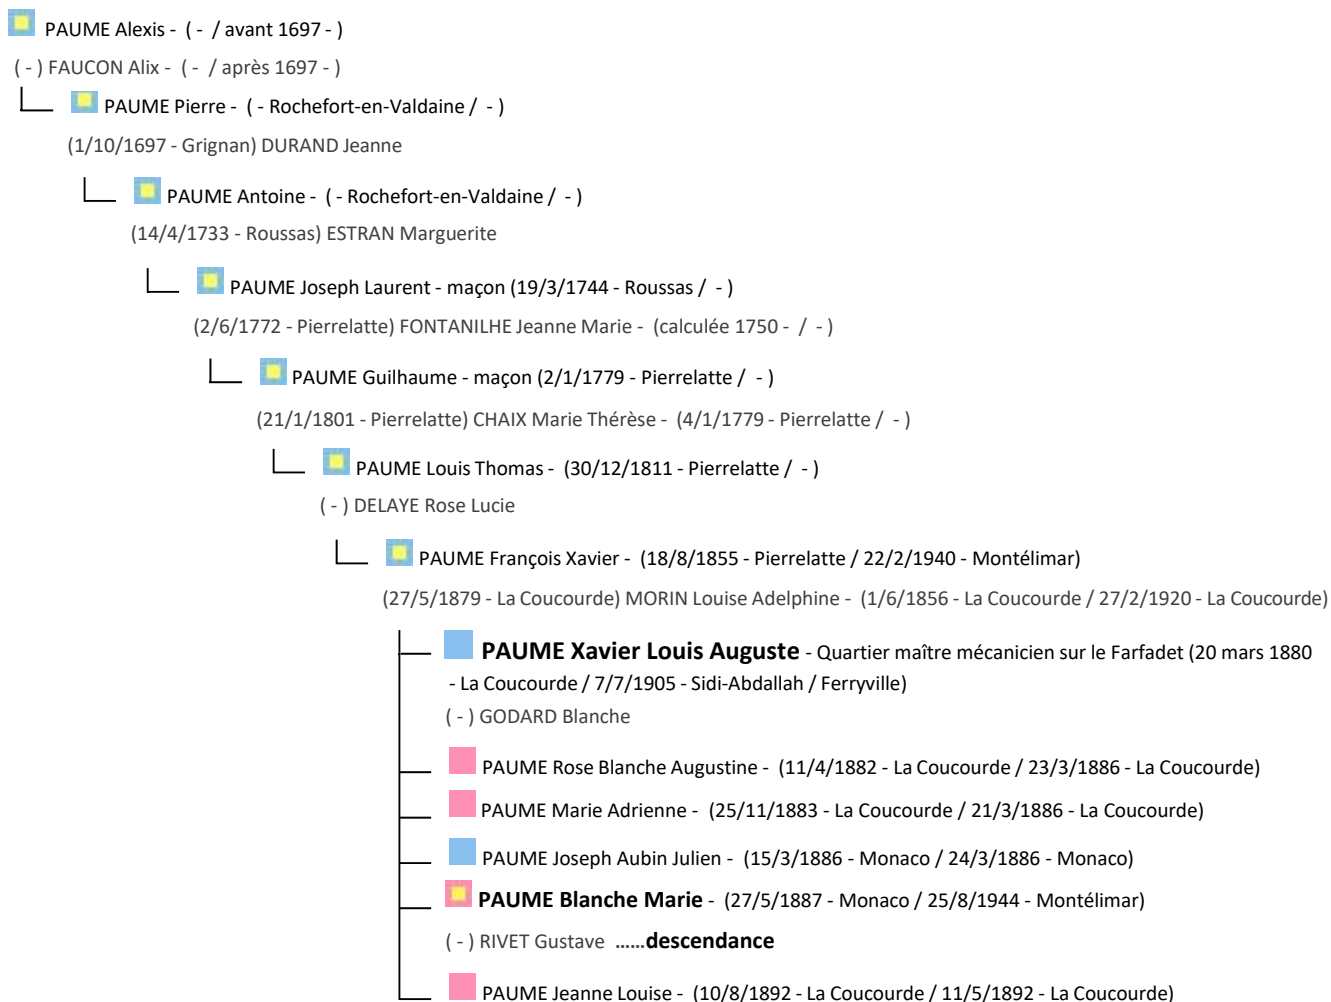 PAUME Alexis - ( - / avant 1697 - )
( - ) FAUCON Alix - ( - / après 1697 - )
PAUME Pierre - ( - Rochefort-en-Valdaine / - )
(1/10/1697 - Grignan) DURAND Jeanne
PAUME Antoine - ( - Rochefort-en-Valdaine / - )
(14/4/1733 - Roussas) ESTRAN Marguerite
PAUME Joseph Laurent - maçon (19/3/1744 - Roussas / - )
(2/6/1772 - Pierrelatte) FONTANILHE Jeanne Marie - (calculée 1750 - / - )
PAUME Guilhaume - maçon (2/1/1779 - Pierrelatte / - )
(21/1/1801 - Pierrelatte) CHAIX Marie Thérèse - (4/1/1779 - Pierrelatte / - )
PAUME Louis Thomas - (30/12/1811 - Pierrelatte / - )
( - ) DELAYE Rose Lucie
PAUME François Xavier - (18/8/1855 - Pierrelatte / 22/2/1940 - Montélimar)
(27/5/1879 - La Coucourde) MORIN Louise Adelphine - (1/6/1856 - La Coucourde / 27/2/1920 - La Coucourde)
PAUME Xavier Louis Auguste - Quartier maître mécanicien sur le Farfadet (20 mars 1880
- La Coucourde / 7/7/1905 - Sidi-Abdallah / Ferryville)
( - ) GODARD Blanche
PAUME Rose Blanche Augustine - (11/4/1882 - La Coucourde / 23/3/1886 - La Coucourde)
PAUME Marie Adrienne - (25/11/1883 - La Coucourde / 21/3/1886 - La Coucourde)
PAUME Joseph Aubin Julien - (15/3/1886 - Monaco / 24/3/1886 - Monaco)
PAUME Blanche Marie - (27/5/1887 - Monaco / 25/8/1944 - Montélimar)
( - ) RIVET Gustave ......descendance
PAUME Jeanne Louise - (10/8/1892 - La Coucourde / 11/5/1892 - La Coucourde)